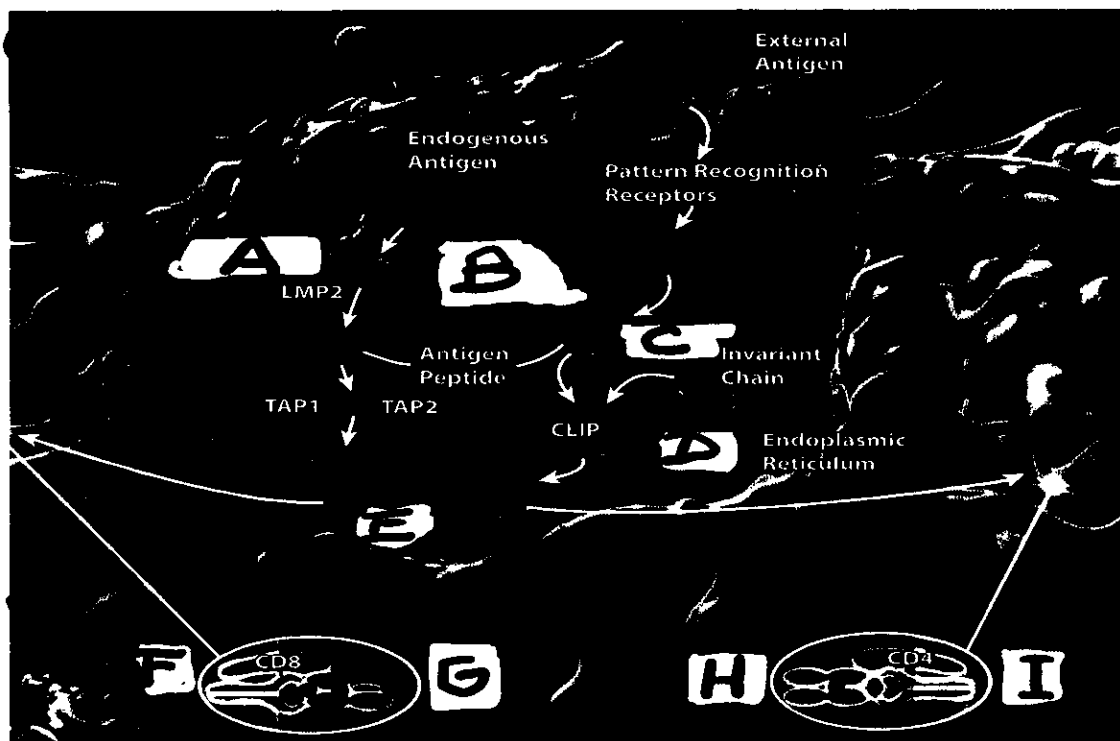 External
Antigen
Endogenous
Antigen
Pattern Recognition
Receptors
A
B
LMP2
C
Invariant
Chain
Antigen
Peptide
TAP1
TAP2
CLIP
D
Endoplasmic
Reticulum
E
F
CD8
G
H
CD4
I